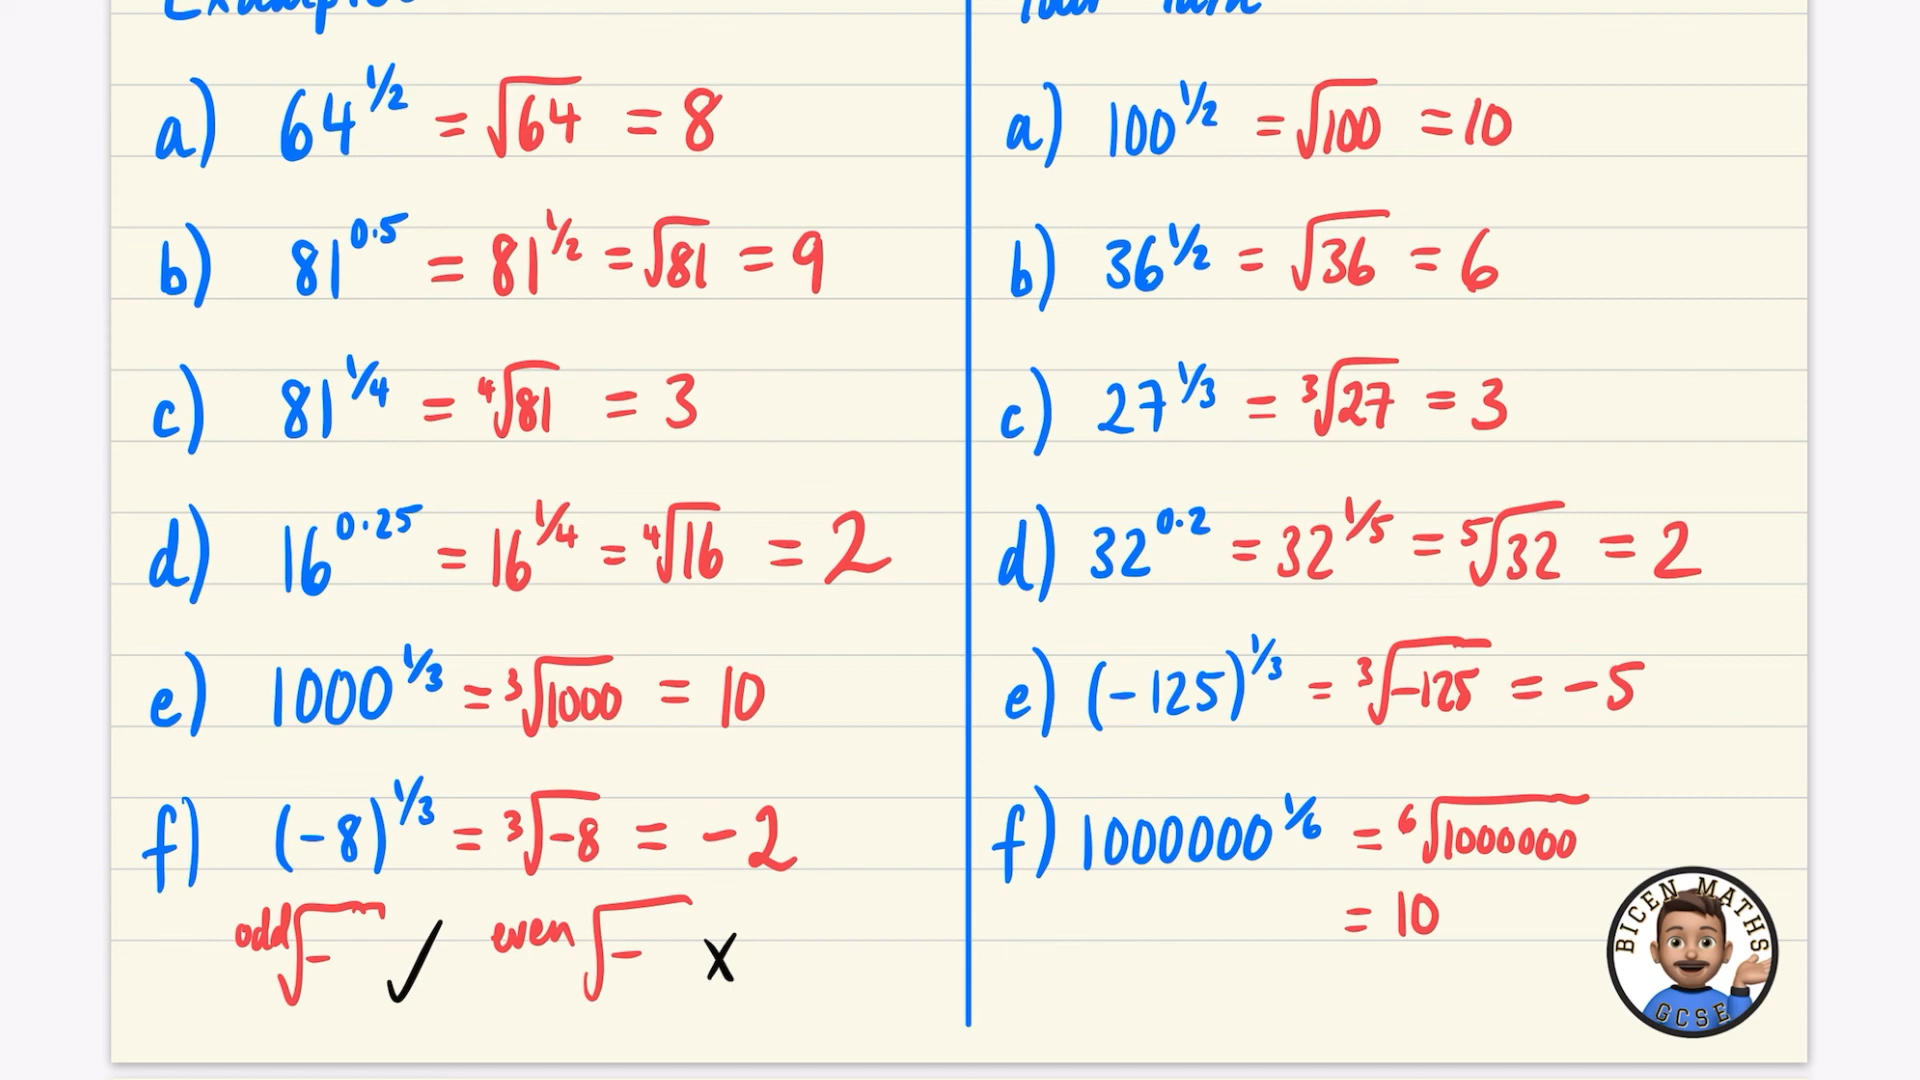 Examples
a) 64^1/2 = √64 = 8
b) 81^0.5 = 81^1/2 = √81 = 9
c) 81^1/4 = ⁴√81 = 3
d) 16^0.25 = 16^1/4 = ⁴√16 = 2
e) 1000^1/3 = ³√1000 = 10
f) (-8)^1/3 = ³√-8 = -2
odd√- ✓ even√- x
Your Turn
a) 100^1/2 = √100 = 10
b) 36^1/2 = √36 = 6
c) 27^1/3 = ³√27 = 3
d) 32^0.2 = 32^1/5 = ⁵√32 = 2
e) (-125)^1/3 = ³√-125 = -5
f) 1000000^1/6 = ⁶√1000000
= 10
BICEN MATHS
GCSE